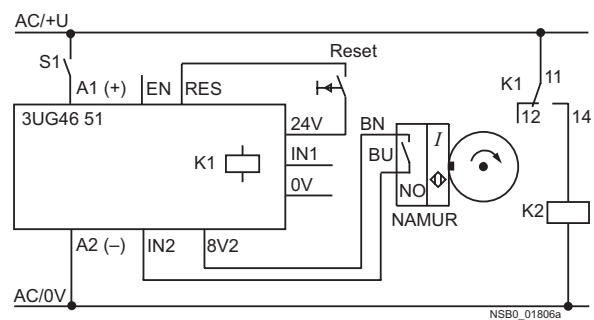 AC/+U
Reset
S1
A1 (+)
EN
RES
K1
11
12
14
3UG46 51
24V
BN
I
IN1
BU
K1
0V
NO
NAMUR
K2
A2 (–)
IN2
8V2
AC/0V
NSB0_01806a